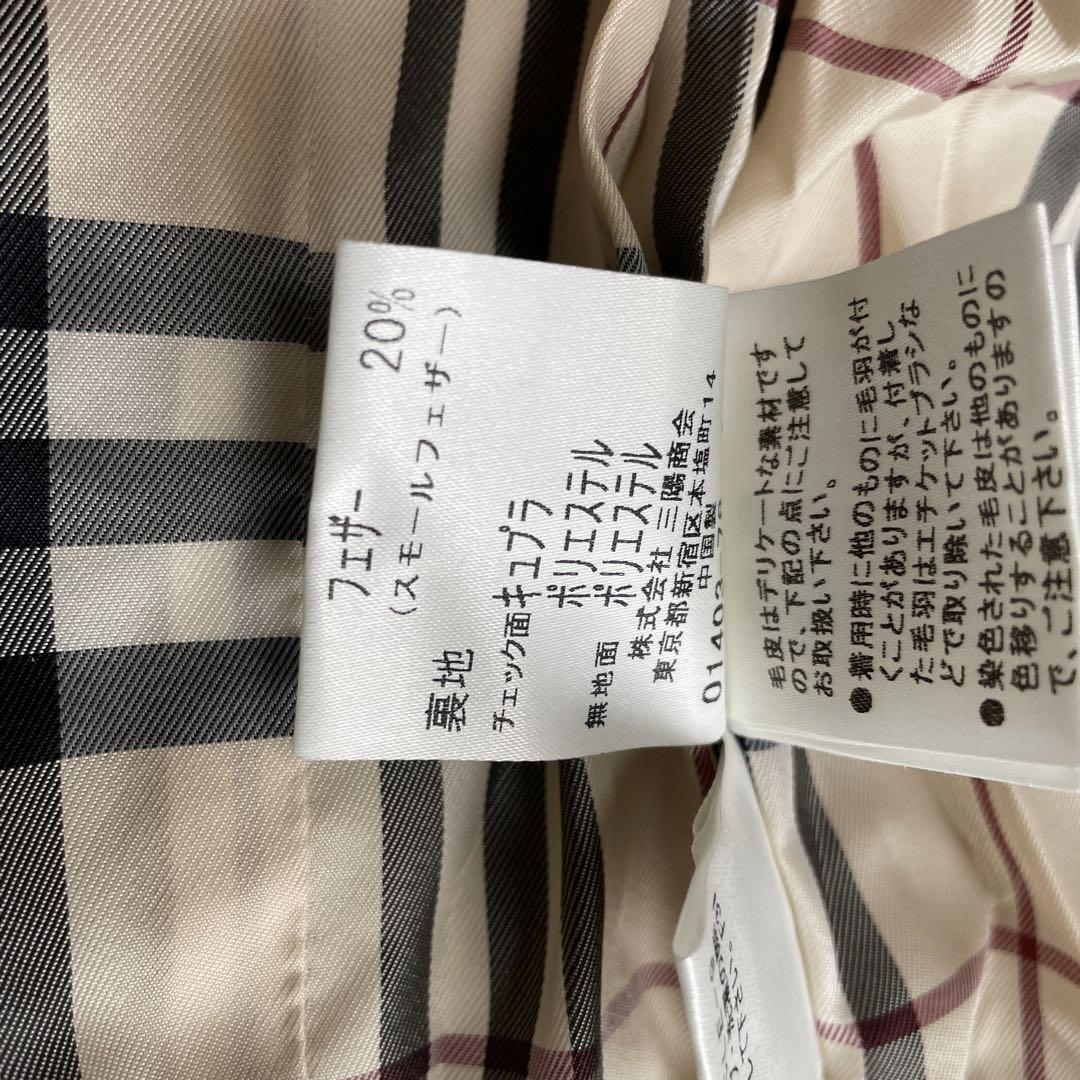 フェザー 20%
(スモールフェザー)
裏地
チェック面キュプラ
ポリエステル
無地面 ポリエステル
株式会社 三陽商会
東京都新宿区本塩町14
中国製
毛皮はデリケートな素材です
ので、下記の点にご注意して
お取扱い下さい。
●着用時に他のものに毛羽が付
くことがありますが、付着し
た毛羽はエチケットブラシな
どで取り除いて下さい。
●染色された毛皮は他のものに
色移りすることがありますの
で、ご注意下さい。